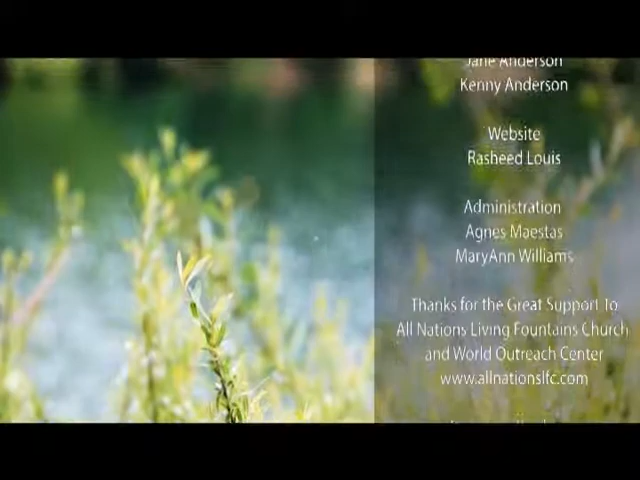 Jane Anderson
Kenny Anderson
Website
Rasheed Louis
Administration
Agnes Maestas
MaryAnn Williams
Thanks for the Great Support To
All Nations Living Fountains Church
and World Outreach Center
www.allnationslfc.com